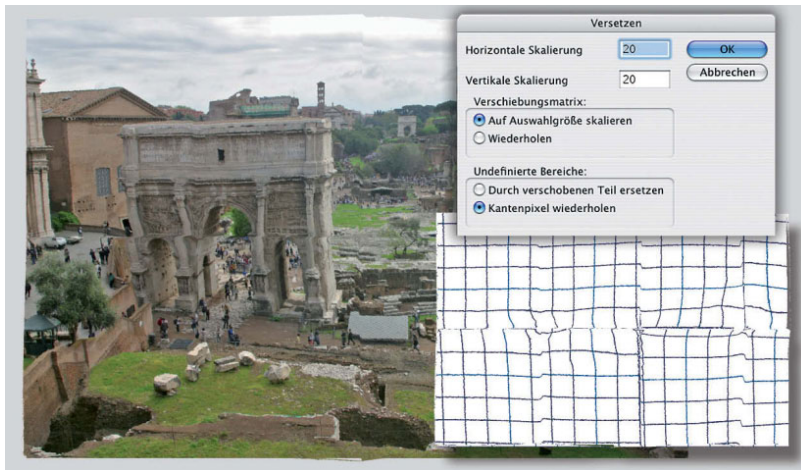 Versetzen
Horizontale Skalierung 20 OK
Vertikale Skalierung 20 Abbrechen
Verschiebungsmatrix:
Auf Auswahlgröße skalieren
Wiederholen
Undefinierte Bereiche:
Durch verschobenen Teil ersetzen
Kantenpixel wiederholen